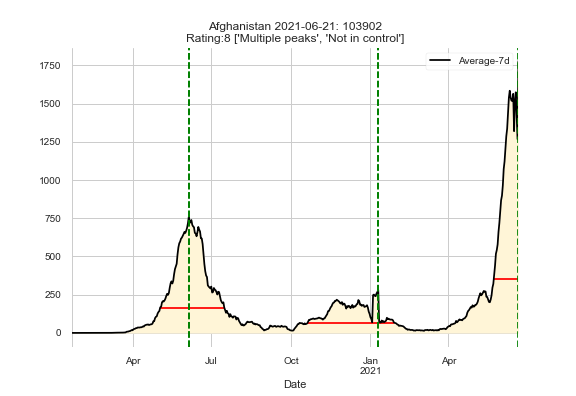 Afghanistan 2021-06-21: 103902
Rating:8 ['Multiple peaks', 'Not in control']
Average-7d
1750
1500
1250
1000
750
500
250
0
Apr Jul Oct Jan Apr
2021
Date